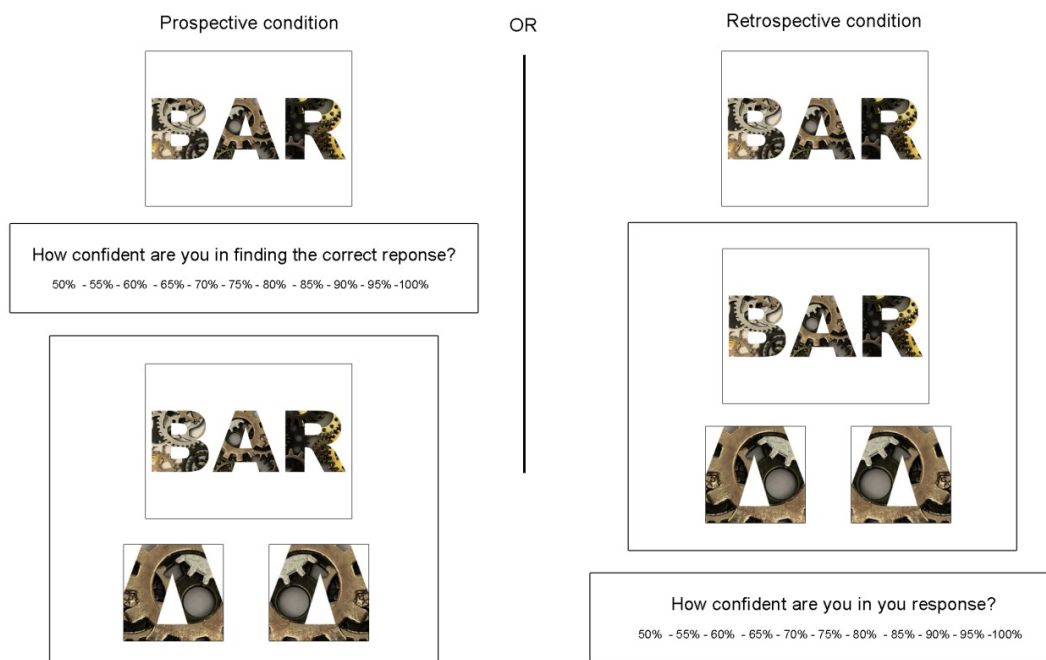 Prospective condition
BAR
How confident are you in finding the correct reponse?
50% - 55% - 60% - 65% - 70% - 75% - 80% - 85% - 90% - 95% -100%
BAR
A A
OR
Retrospective condition
BAR
BAR
A A
How confident are you in you response?
50% - 55% - 60% - 65% - 70% - 75% - 80% - 85% - 90% - 95% -100%